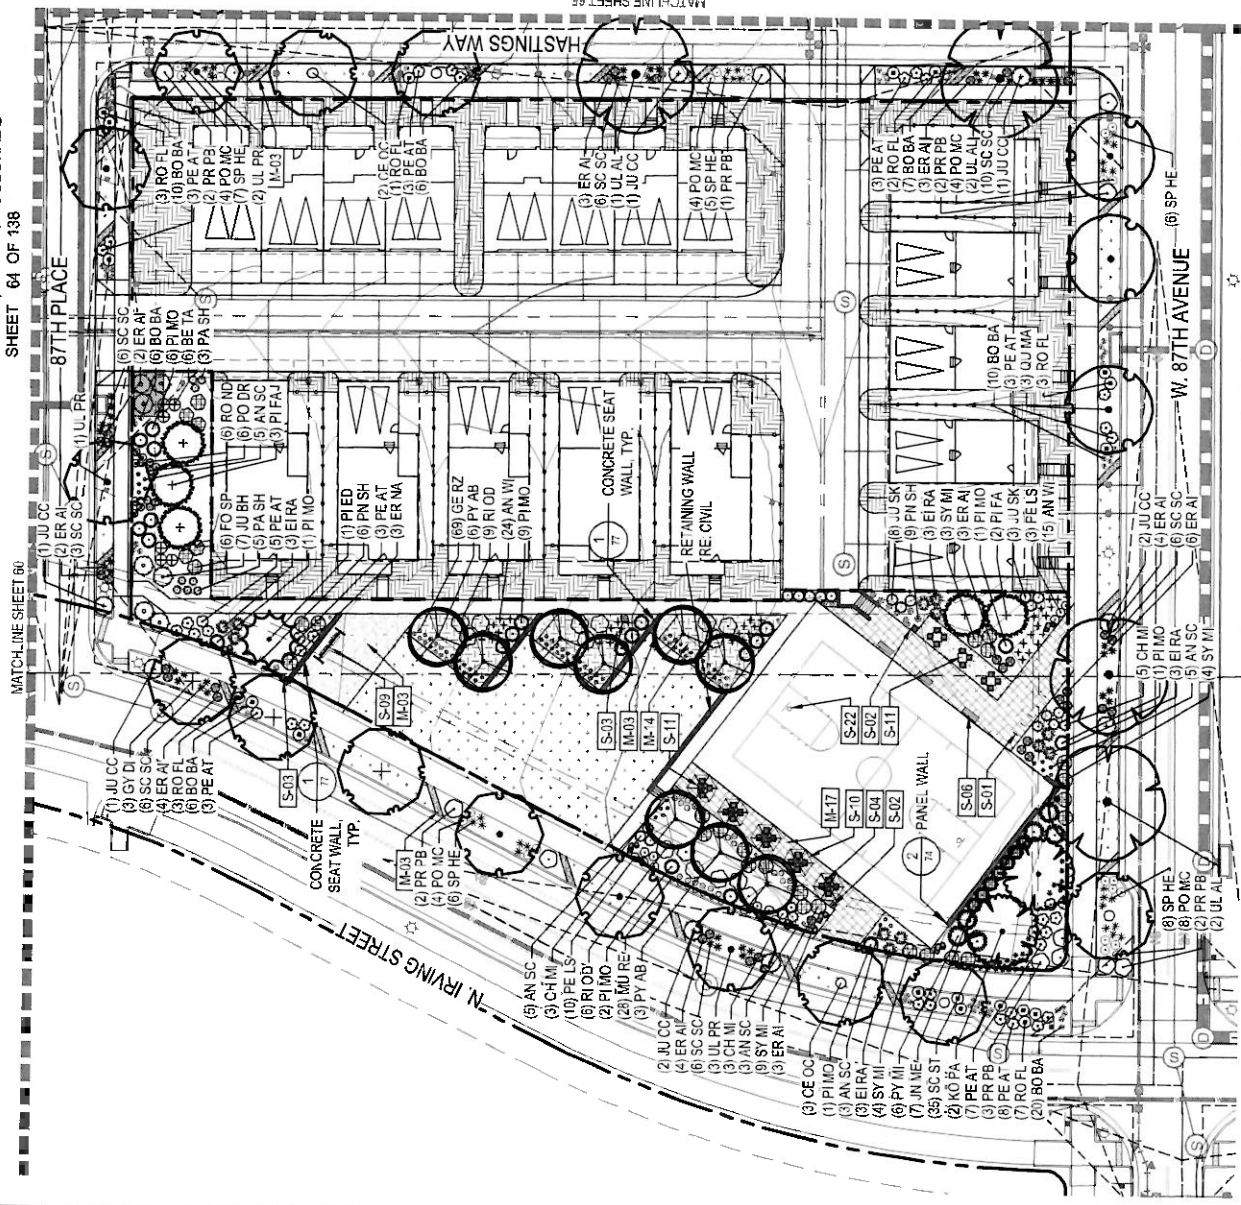 SHEET 64 OF 138
MATCHLINE SHEET 65
MATCHLINE SHEET 60
HASTINGS WAY
87TH PLACE
W. 87TH AVENUE
N. IRVING STREET
(3) RO FL
(10) BO BA
(3) PE AT
(2) PR PB
(4) PO MC
(7) SP HE
(2) UL PR
M-03
(2) CE OC
(1) RO FL
(3) PE AT
(6) BO BA
(3) ER AI
(6) SC SC
(1) UL AL
(1) JU CC
(4) PO MC
(5) SP HE
(1) PR PB
(3) PE AT
(2) RO FL
(7) BO BA
(3) ER AI
(2) PR PB
(4) PO MC
(2) UL AL
(10) SC SC
(1) JU CC
(6) SP HE
(6) SC SC
(2) ER AI
(6) BO BA
(8) PI MO
(6) BE TA
(3) PA SH
(1) UL PR
(1) JU CC
(2) ER AI
(3) SC SC
(6) RO ND
(6) PO DR
(5) AN SC
(3) PI FAJ
(6) FO SP
(7) JU BH
(5) PA SH
(5) PE AT
(3) EI RA
(1) PI MO
(1) PI ED
(6) PN SH
(3) PE AT
(3) ER NA
(69) GE RZ
(6) PY AB
(9) RI OD
(24) AN WI
(9) PI MO
CONCRETE SEAT
WALL, TYP.
1
77
RETAINING WALL
RE: CIVIL
(10) BO BA
(3) PE AT
(3) QU MA
(3) RO FL
(8) JU SK
(9) PN SH
(3) EI RA
(3) SY MI
(3) ER AI
(1) PI MO
(2) PI FA
(3) JU SK
(3) PE LS
(15) AN WI
(2) JU CC
(4) ER AI
(6) SC SC
(6) ER AI
(5) CH MI
(1) PI MO
(3) EI RA
(5) AN SC
(4) SY MI
S-09
M-03
S-03
M-03
M-14
S-11
S-22
S-02
S-11
S-06
S-01
M-17
S-10
S-04
S-02
PANEL WALL
2
74
(1) JU CC
(3) GY DI
(6) SC SC
(4) ER AI
(3) RO FL
(6) BO BA
(3) PE AT
S-03
1
77
CONCRETE
SEAT WALL,
TYP.
M-03
(2) PR PB
(4) PO MC
(6) SP HE
(5) AN SC
(3) CH MI
(10) PE LS
(6) RI OD
(2) PI MO
(28) MU RE
(3) PY AB
(2) JU CC
(4) ER AI
(6) SC SC
(3) UL PR
(3) CH MI
(3) AN SC
(9) SY MI
(3) ER AI
(3) CE OC
(1) PI MO
(3) AN SC
(3) EI RA
(4) SY MI
(6) PY MI
(7) JN ME
(35) SC ST
(2) KO PA
(7) PE AT
(3) PR PB
(8) PE AT
(7) RO FL
(20) BO BA
(8) SP HE
(8) PO MC
(2) PR PB
(2) UL AL
S
S
S
S
S
S
S
S
S
D
D
D